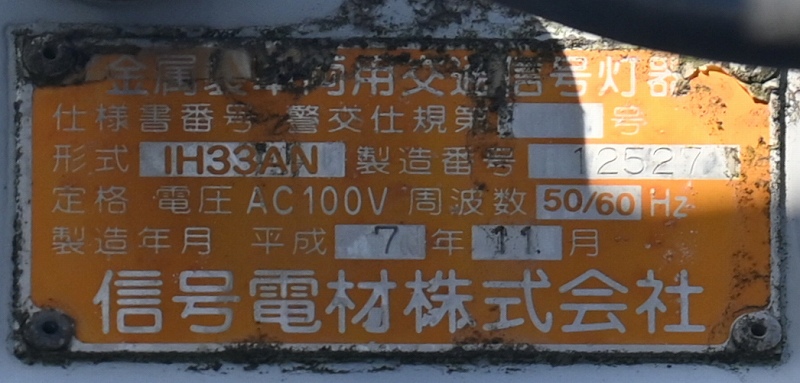 金属製車両用交通信号灯器
仕様書番号 警交仕規第 号
形式 IH33AN 製造番号 12527
定格 電圧 AC100V 周波数 50/60 Hz
製造年月 平成 7 年 11 月
信号電材株式会社